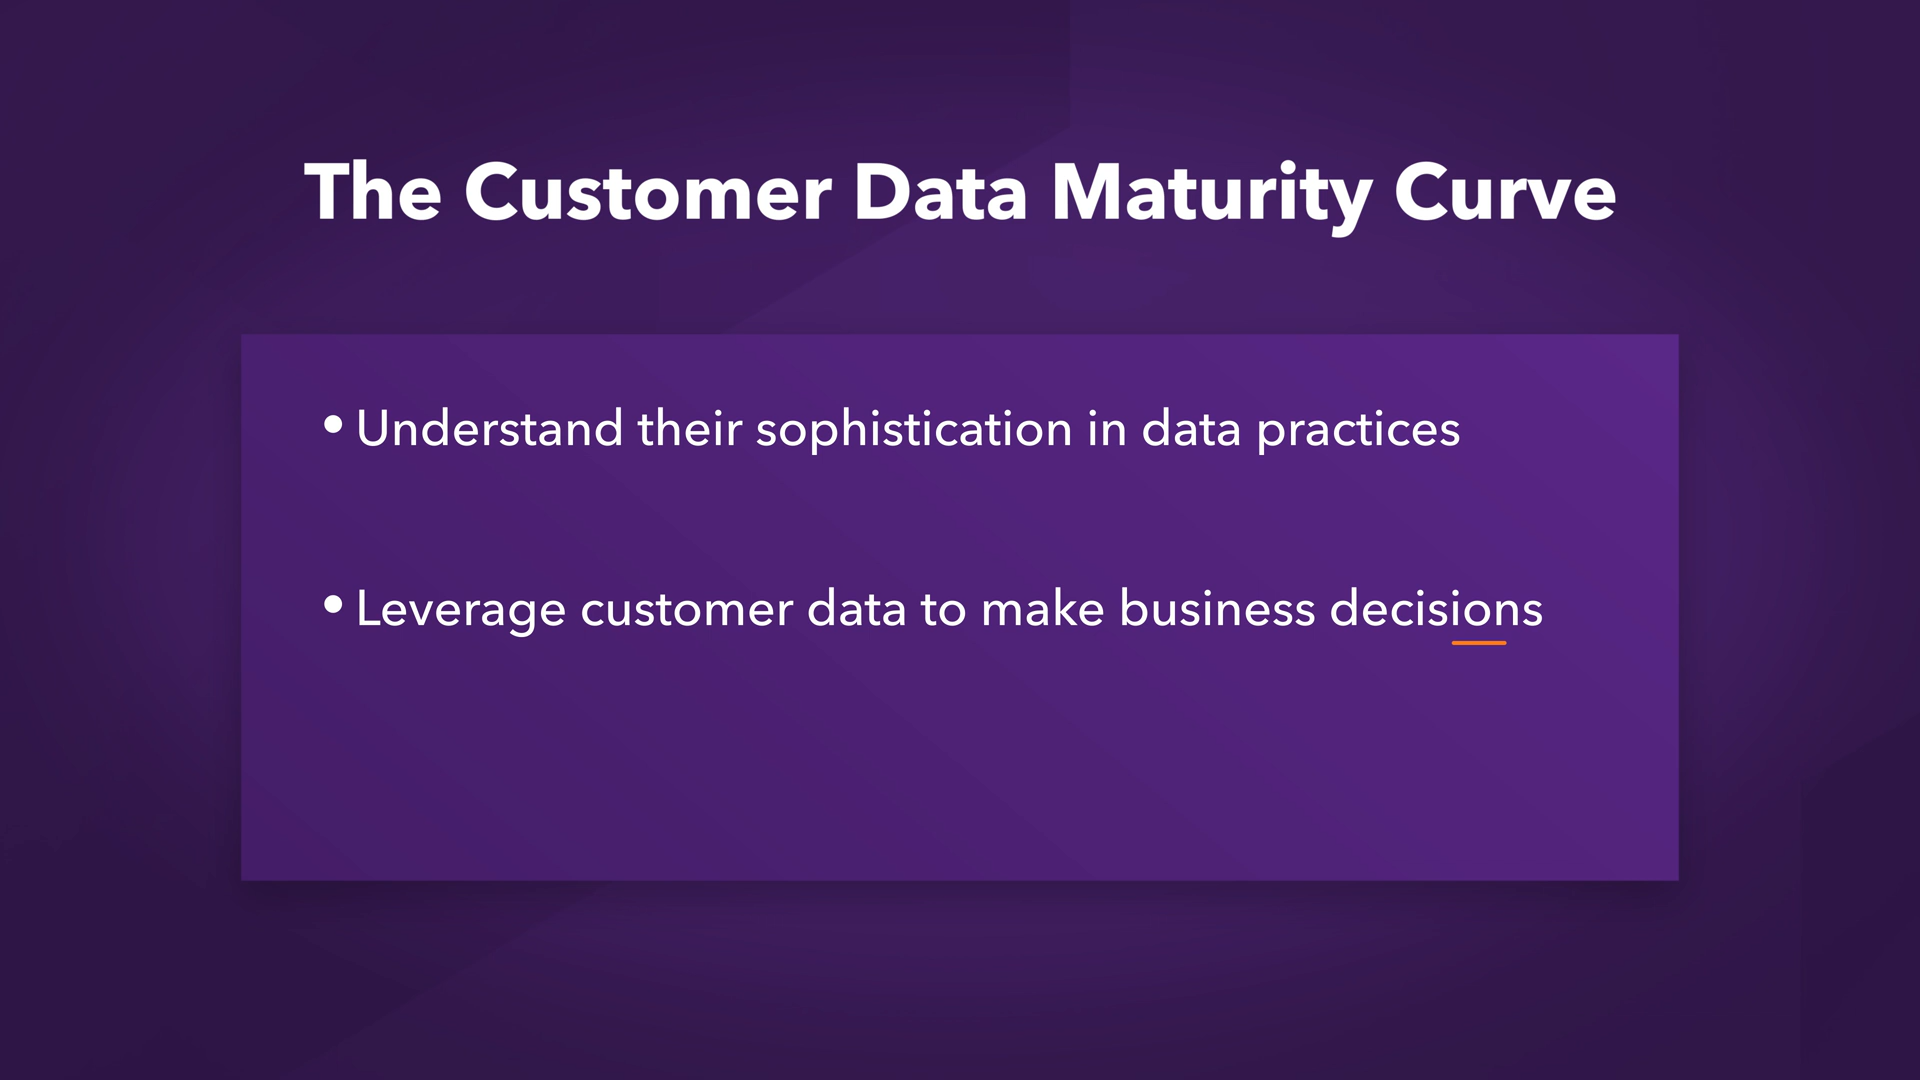 The Customer Data Maturity Curve
• Understand their sophistication in data practices
• Leverage customer data to make business decisions